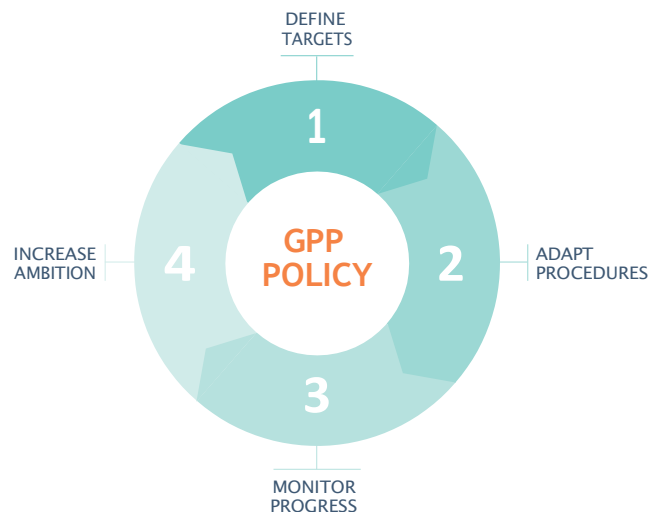 DEFINE
TARGETS
1
GPP
POLICY
2
ADAPT
PROCEDURES
3
MONITOR
PROGRESS
4
INCREASE
AMBITION